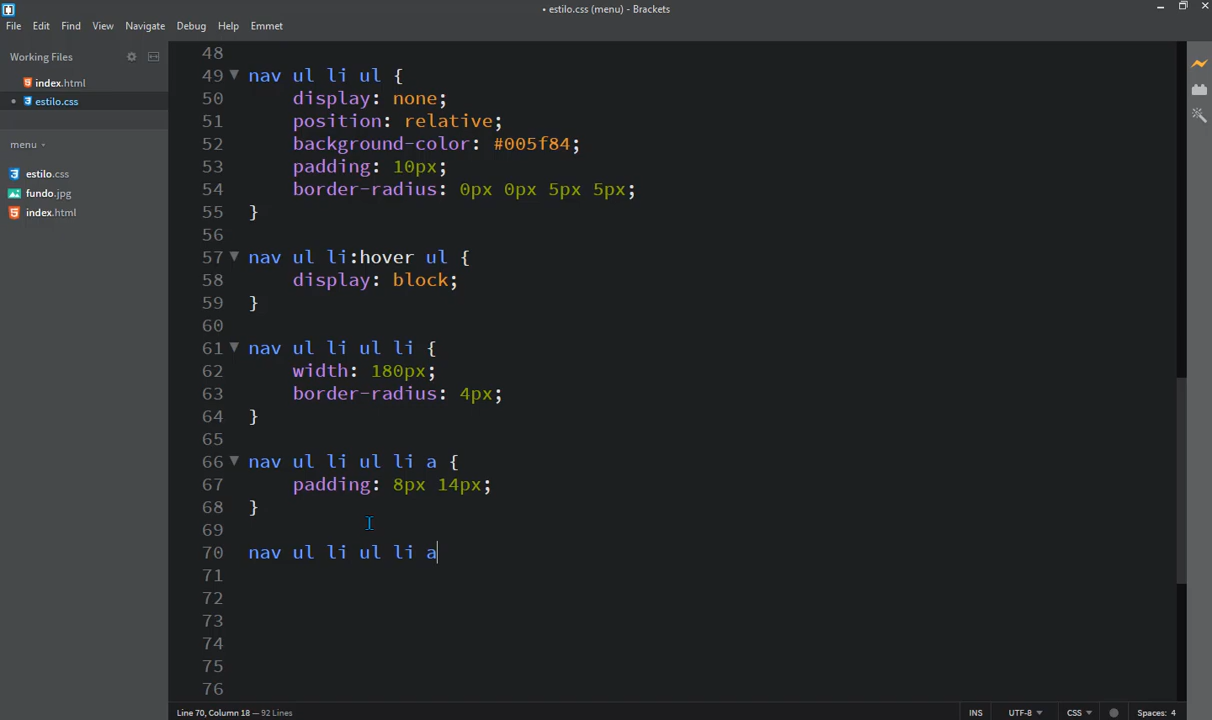 • estilo.css (menu) - Brackets
File Edit Find View Navigate Debug Help Emmet
Working Files
index.html
• estilo.css
menu
estilo.css
fundo.jpg
index.html
48
49 nav ul li ul {
50 display: none;
51 position: relative;
52 background-color: #005f84;
53 padding: 10px;
54 border-radius: 0px 0px 5px 5px;
55 }
56
57 nav ul li:hover ul {
58 display: block;
59 }
60
61 nav ul li ul li {
62 width: 180px;
63 border-radius: 4px;
64 }
65
66 nav ul li ul li a {
67 padding: 8px 14px;
68 }
69
70 nav ul li ul li a
71
72
73
74
75
76
Line 70, Column 18 — 92 Lines INS UTF-8 CSS Spaces: 4